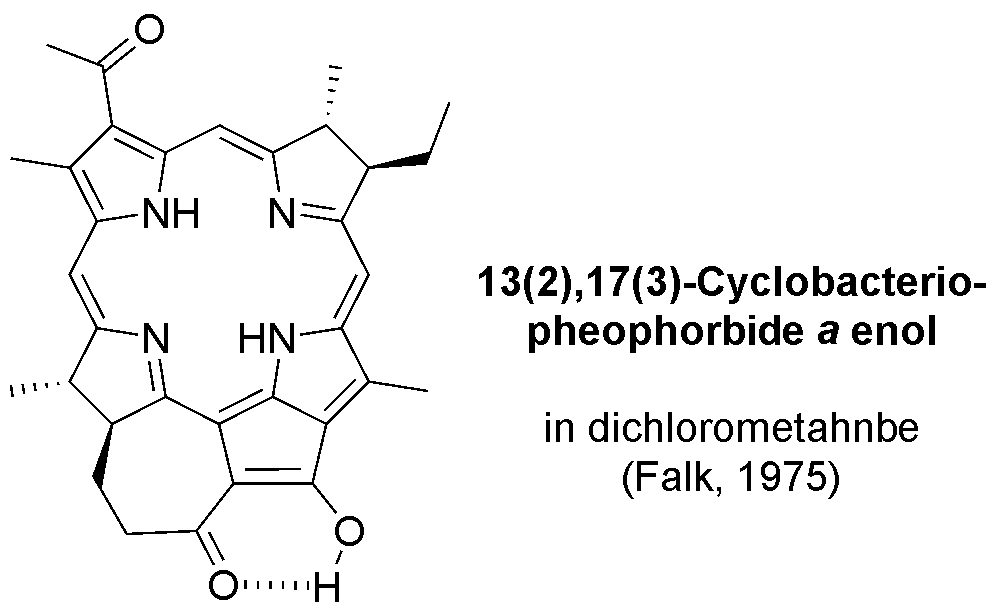 O
NH
N
N
HN
O
O
H
13(2),17(3)-Cyclobacterio-
pheophorbide a enol
in dichlorometahnbe
(Falk, 1975)